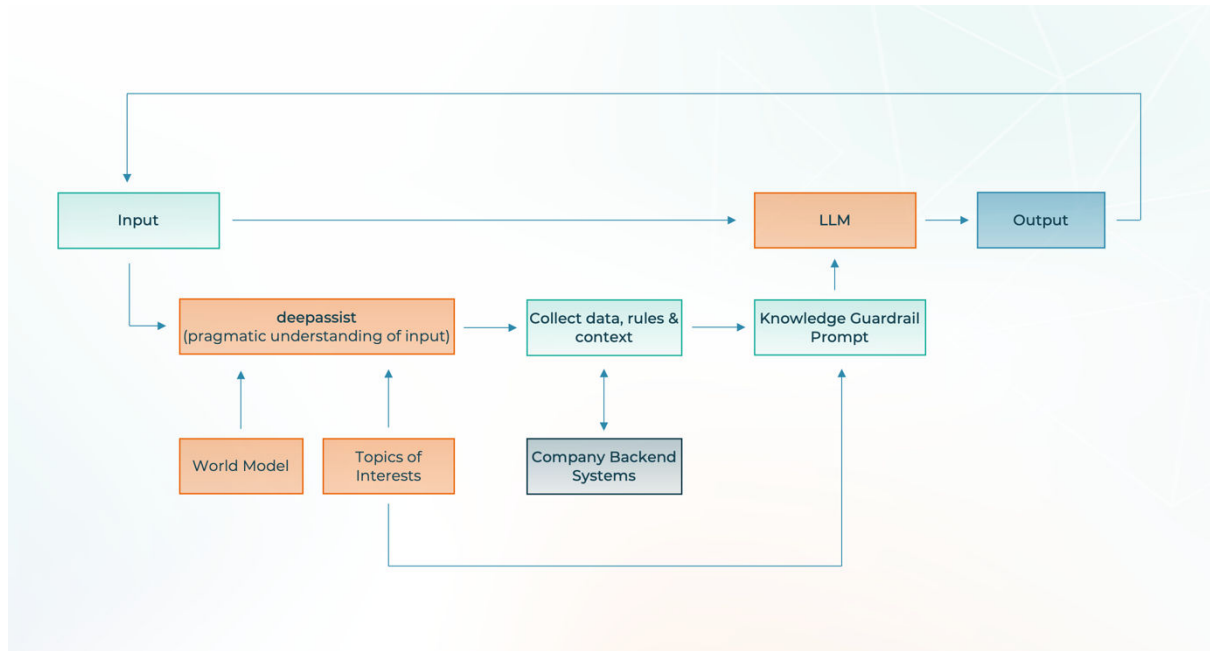 Input
LLM
Output
deepassist
(pragmatic understanding of input)
Collect data, rules &
context
Knowledge Guardrail
Prompt
World Model
Topics of
Interests
Company Backend
Systems